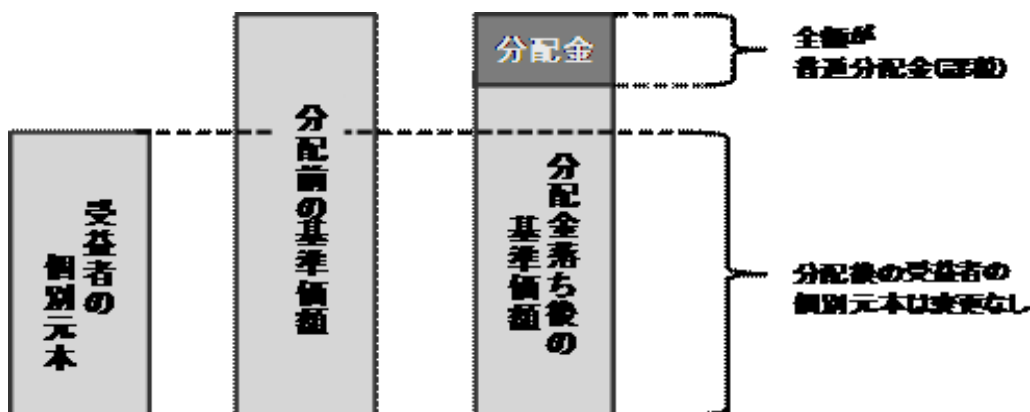 受益者の
個別元本
分配前の基準価額
分配金
分配金落ち後の
基準価額
全額が
普通分配金(課税)
分配後の受益者の
個別元本は変更なし